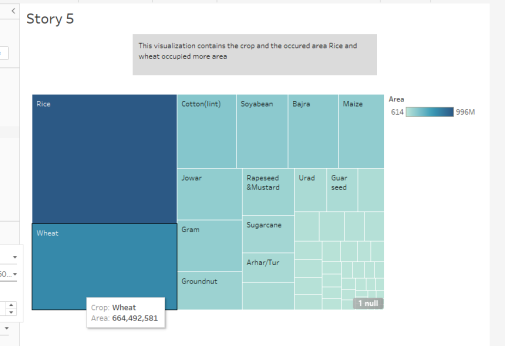 Story 5
This visualization contains the crop and the occured area Rice and
wheat occupied more area
Rice
Cotton(lint)
Soyabean
Bajra
Maize
Area
614
996M
Jowar
Rapeseed
&Mustard
Urad
Guar
seed
Wheat
Gram
Sugarcane
Arhar/Tur
Groundnut
Crop: Wheat
Area: 664,492,581
1 null